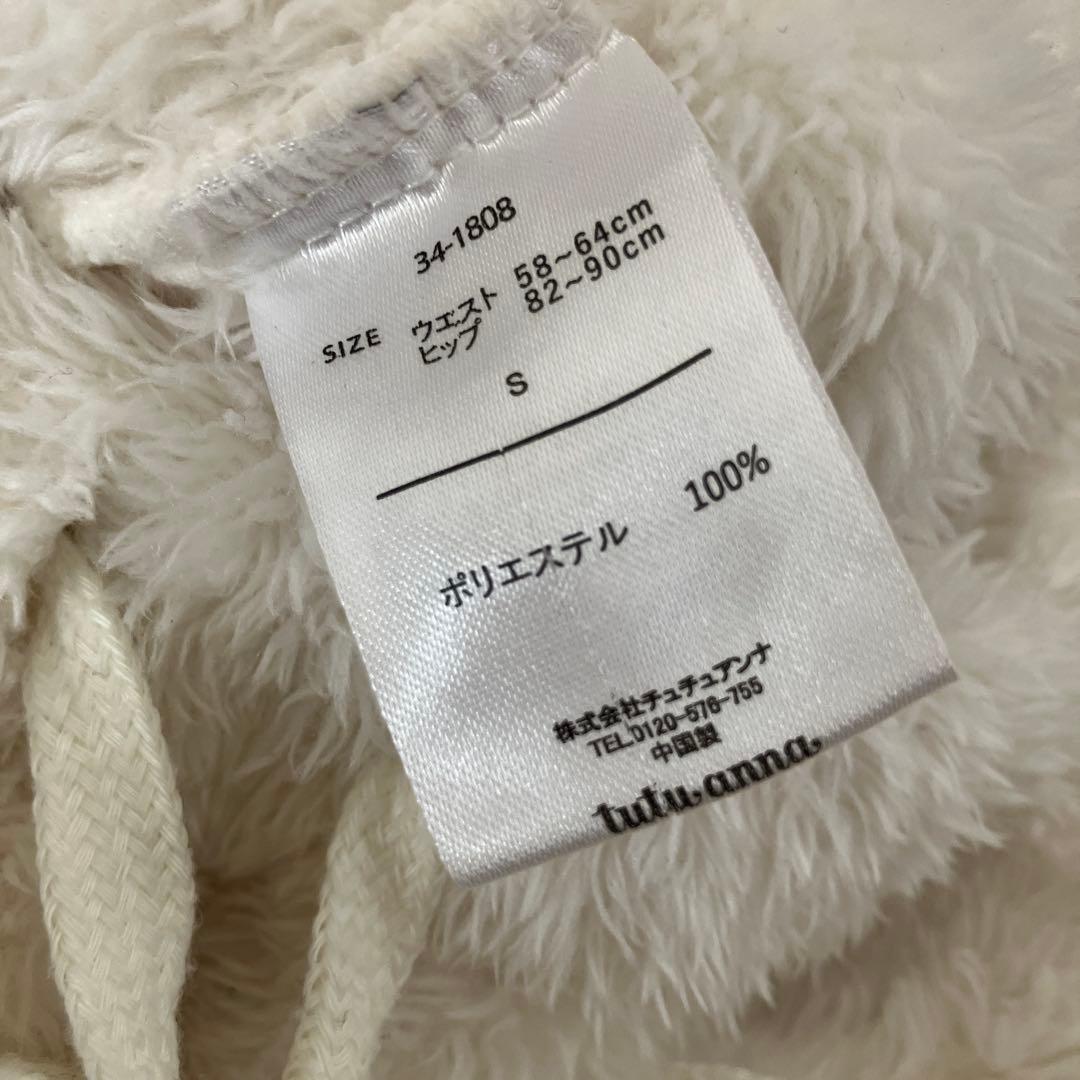 34-1808
SIZE ウエスト 58~64cm
ヒップ 82~90cm
S
ポリエステル 100%
株式会社チュチュアンナ
TEL.0120-576-755
中国製
tutuanna